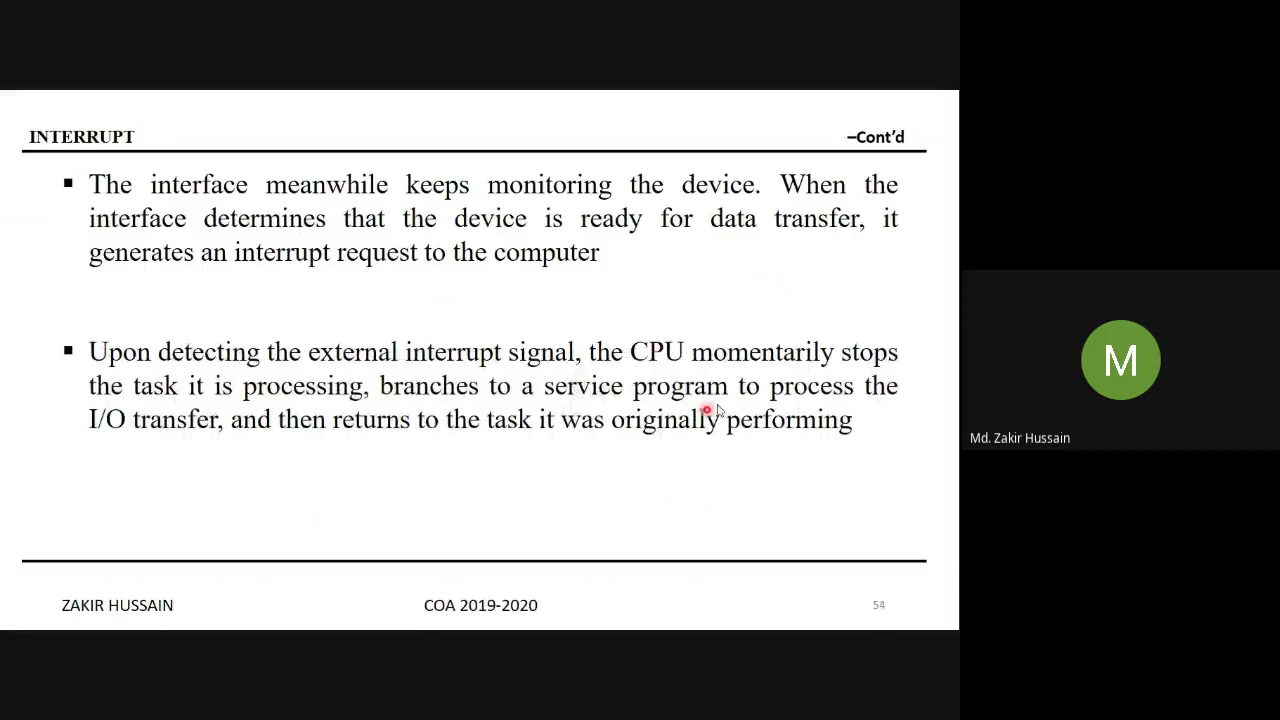 INTERRUPT
–Cont’d
▪ The interface meanwhile keeps monitoring the device. When the
interface determines that the device is ready for data transfer, it
generates an interrupt request to the computer
▪ Upon detecting the external interrupt signal, the CPU momentarily stops
the task it is processing, branches to a service program to process the
I/O transfer, and then returns to the task it was originally performing
ZAKIR HUSSAIN
COA 2019-2020
54
M
Md. Zakir Hussain